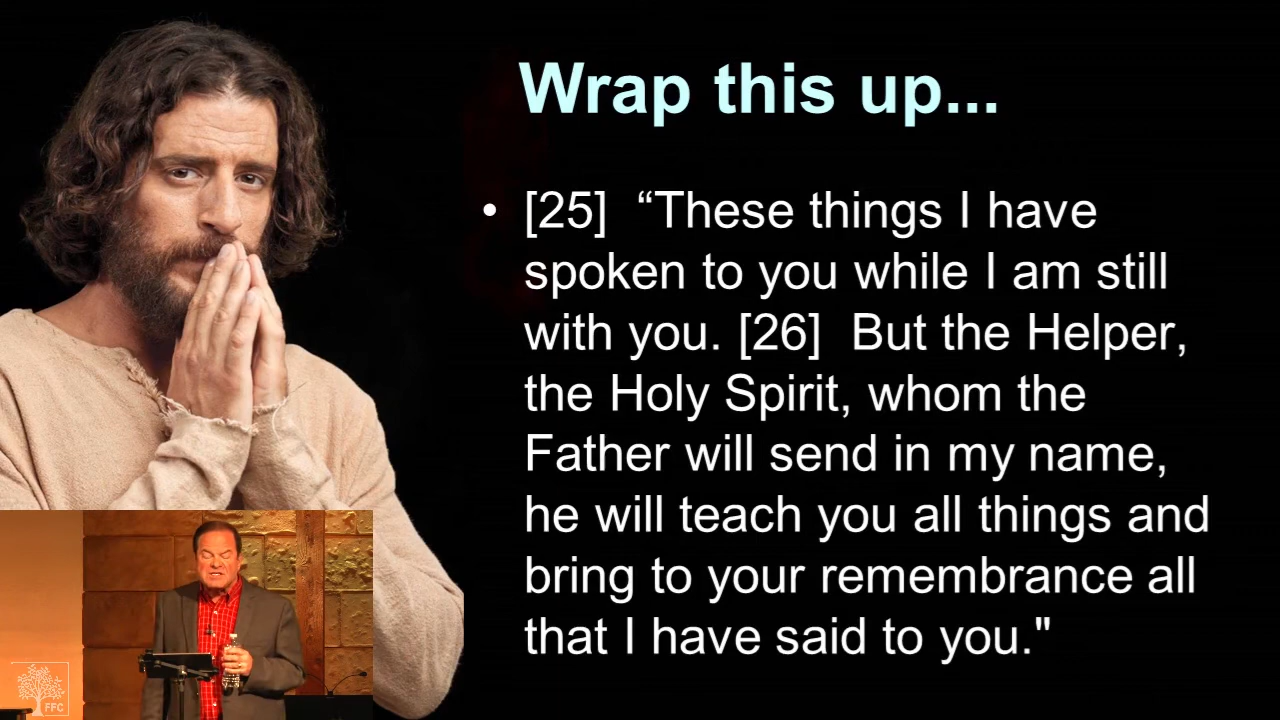 Wrap this up...
• [25]  “These things I have
spoken to you while I am still
with you. [26]  But the Helper,
the Holy Spirit, whom the
Father will send in my name,
he will teach you all things and
bring to your remembrance all
that I have said to you."
FFC